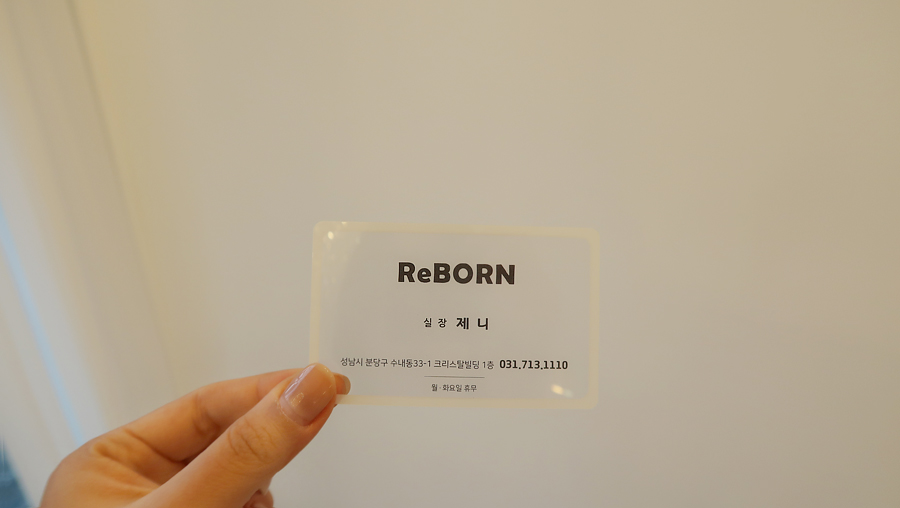 ReBORN
실장 제니
성남시 분당구 수내동33-1 크리스탈빌딩 1층 031.713.1110
월·화요일 휴무